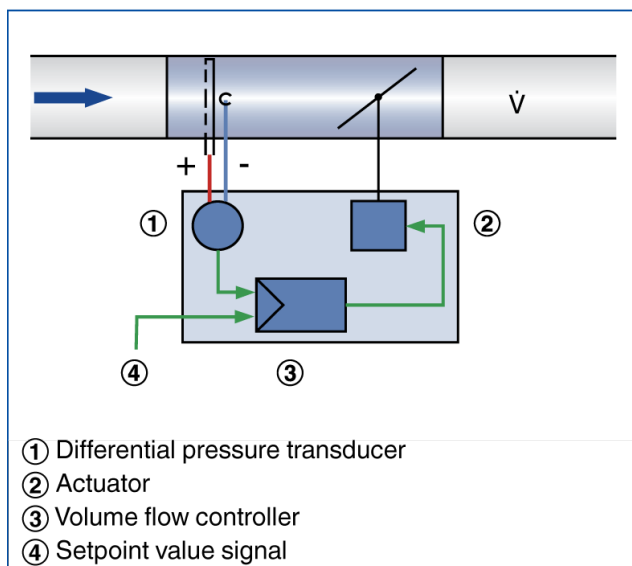 V̇
+ -
① ②
④ ③
① Differential pressure transducer
② Actuator
③ Volume flow controller
④ Setpoint value signal